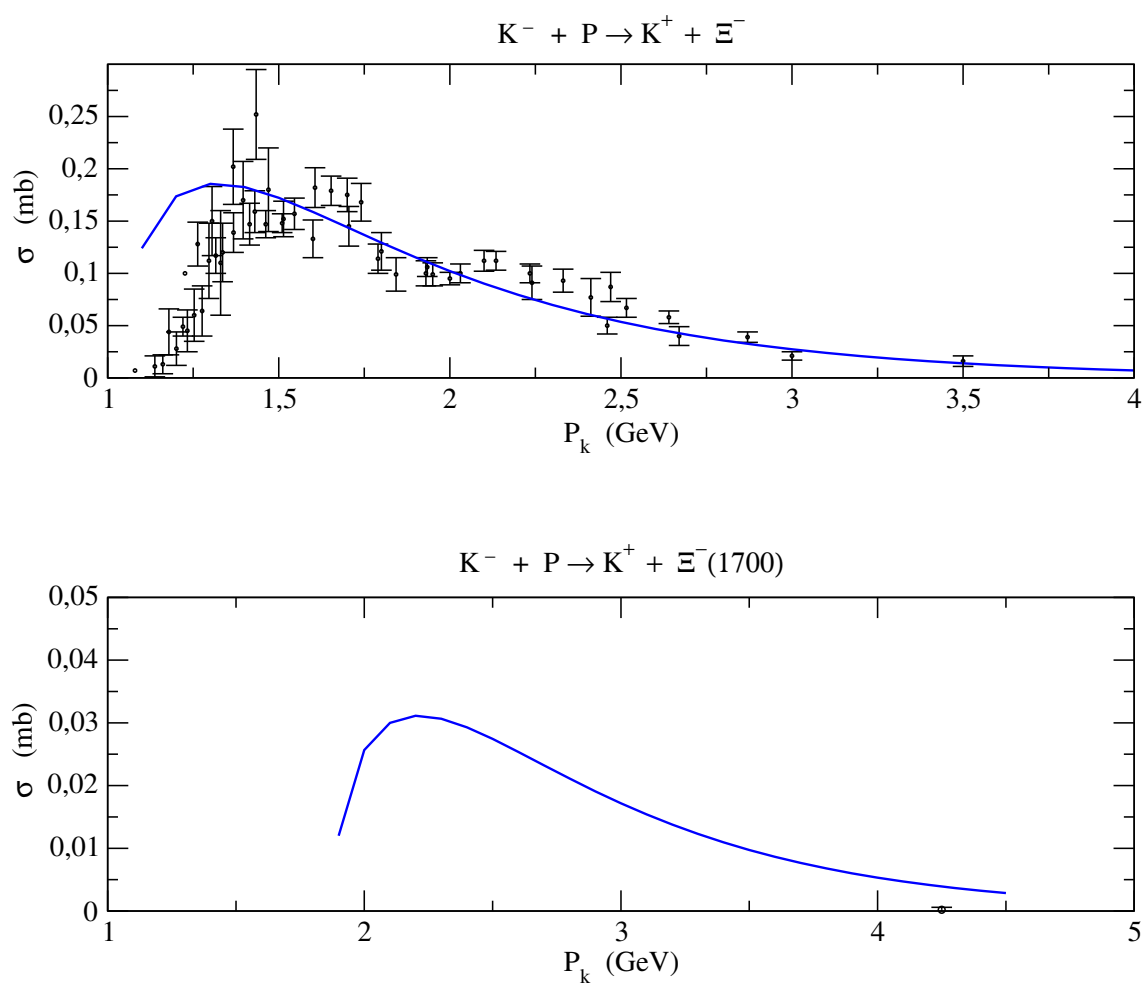 K⁻ + P → K⁺ + Ξ⁻
0,25
0,2
0,15
0,1
0,05
0
σ (mb)
1 1,5 2 2,5 3 3,5 4
P_k (GeV)
K⁻ + P → K⁺ + Ξ⁻(1700)
0,05
0,04
0,03
0,02
0,01
0
σ (mb)
1 2 3 4 5
P_k (GeV)